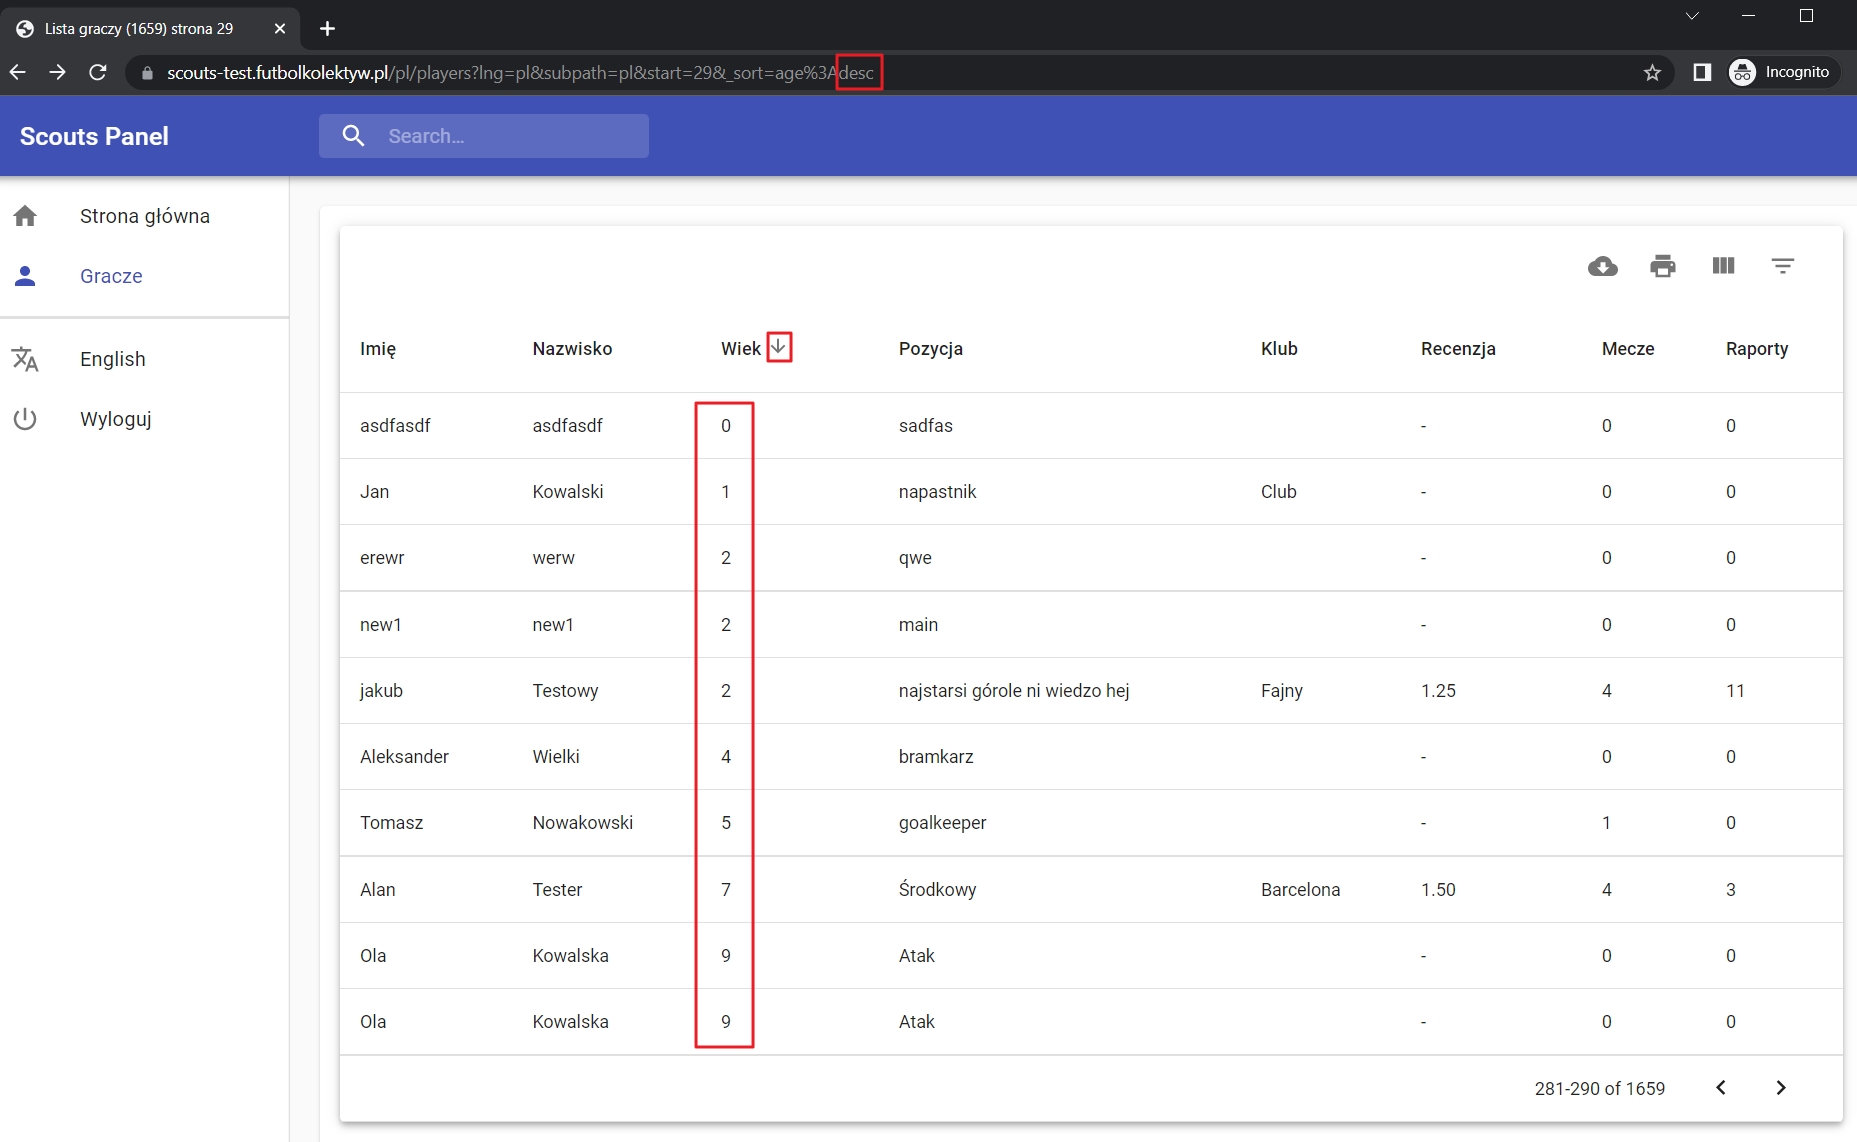 Lista graczy (1659) strona 29
scouts-test.futbolkolektyw.pl/pl/players?lng=pl&subpath=pl&start=29&_sort=age%3Adesc
Incognito
Scouts Panel
Search…
Strona główna
Gracze
English
Wyloguj
Imię Nazwisko Wiek Pozycja Klub Recenzja Mecze Raporty
asdfasdf asdfasdf 0 sadfas - 0 0
Jan Kowalski 1 napastnik Club - 0 0
erewr werw 2 qwe - 0 0
new1 new1 2 main - 0 0
jakub Testowy 2 najstarsi górole ni wiedzo hej Fajny 1.25 4 11
Aleksander Wielki 4 bramkarz - 0 0
Tomasz Nowakowski 5 goalkeeper - 1 0
Alan Tester 7 Środkowy Barcelona 1.50 4 3
Ola Kowalska 9 Atak - 0 0
Ola Kowalska 9 Atak - 0 0
281-290 of 1659